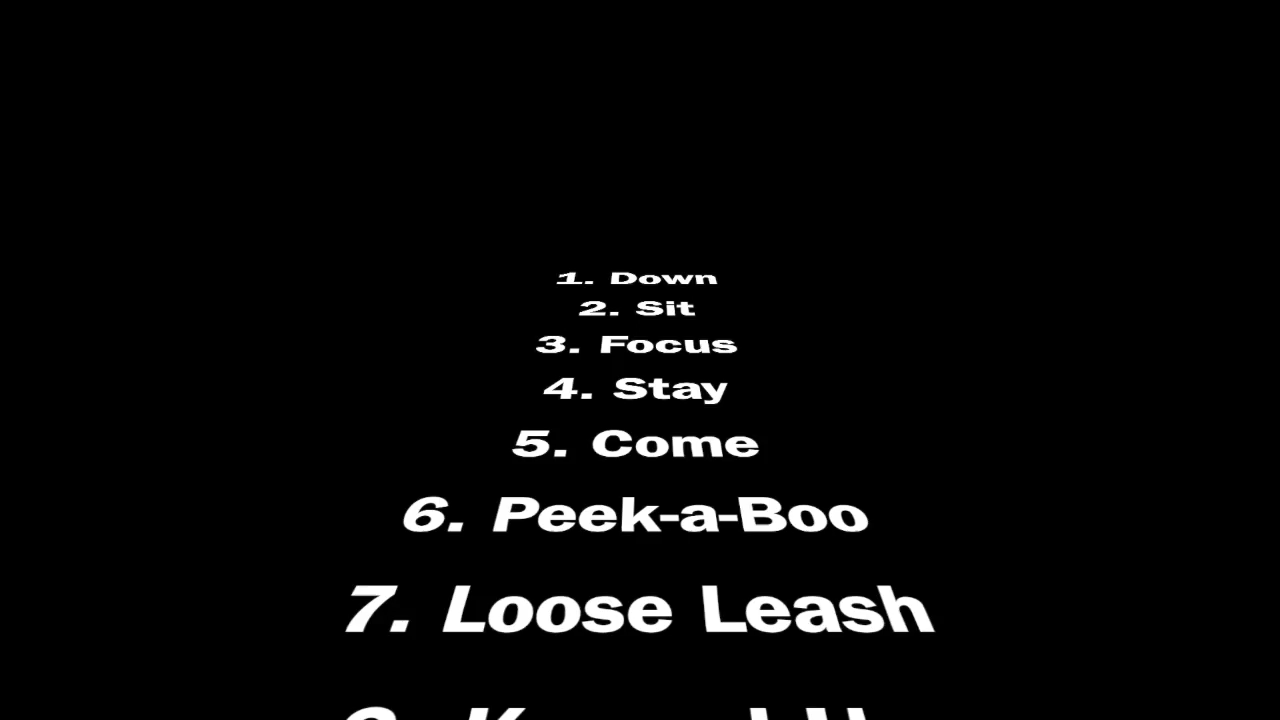 1. Down
2. Sit
3. Focus
4. Stay
5. Come
6. Peek-a-Boo
7. Loose Leash